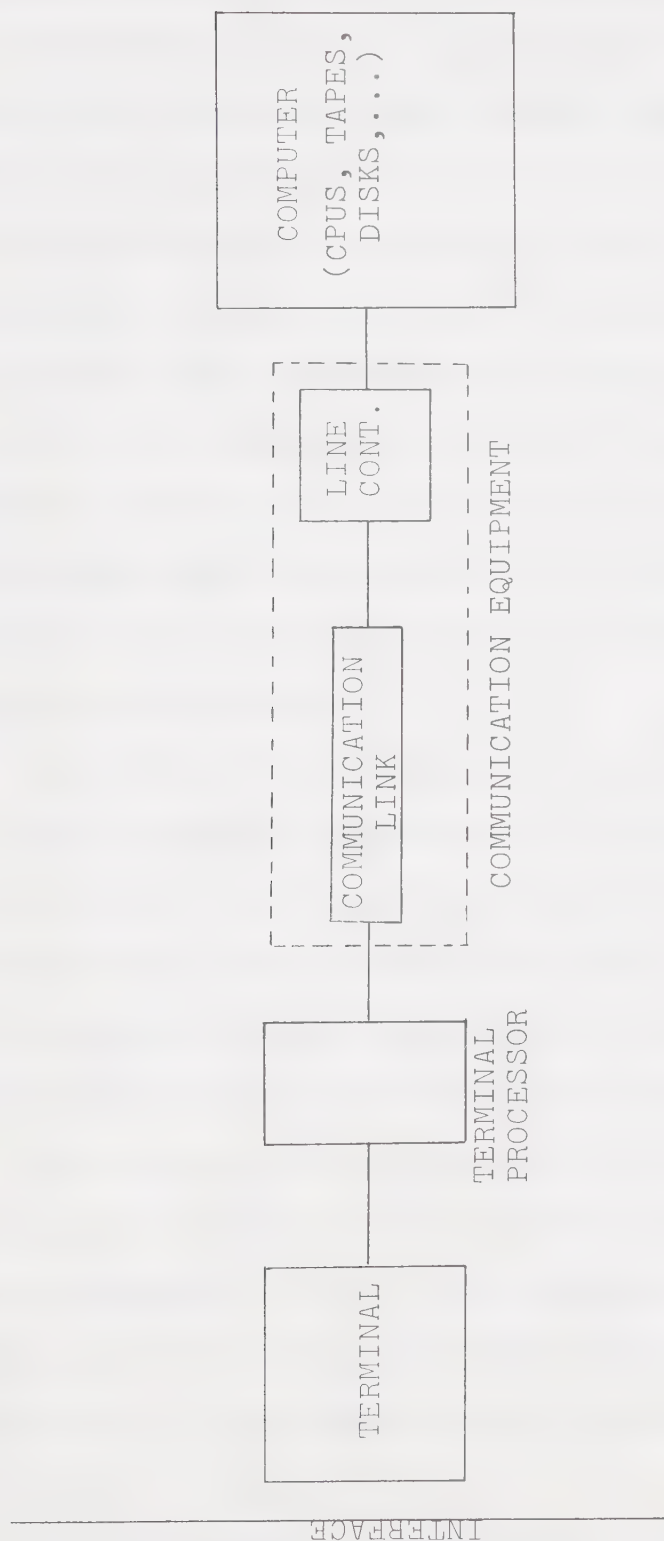 INTERFACE
TERMINAL
TERMINAL
PROCESSOR
COMMUNICATION
LINK
LINE
CONT.
COMMUNICATION EQUIPMENT
COMPUTER
(CPUS, TAPES,
DISKS,...)